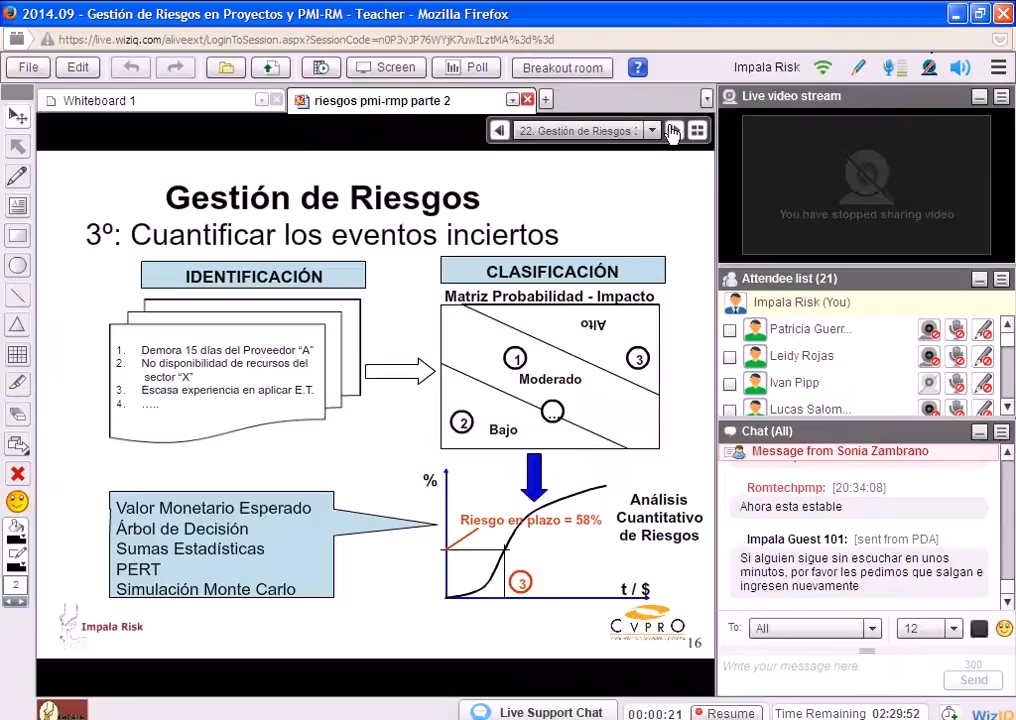 2014.09 - Gestión de Riesgos en Proyectos y PMI-RM - Teacher - Mozilla Firefox
https://live.wiziq.com/aliveext/LoginToSession.aspx?SessionCode=n0P3vJP76WYjK7uwILztMA%3d%3d
File Edit Screen Poll Breakout room ? Impala Risk
Whiteboard 1 riesgos pmi-rmp parte 2 +
22. Gestión de Riesgos
Gestión de Riesgos
3º: Cuantificar los eventos inciertos
IDENTIFICACIÓN
1. Demora 15 días del Proveedor “A”
2. No disponibilidad de recursos del
sector “X”
3. Escasa experiencia en aplicar E.T.
4. …..
CLASIFICACIÓN
Matriz Probabilidad - Impacto
Alto
1
3
Moderado
2
...
Bajo
Valor Monetario Esperado
Árbol de Decisión
Sumas Estadísticas
PERT
Simulación Monte Carlo
%
Riesgo en plazo = 58%
3
t / $
Análisis
Cuantitativo
de Riesgos
Impala Risk
CVPRO
16
2
Live video stream
You have stopped sharing video
Attendee list (21)
Impala Risk (You)
Patricia Guerr...
Leidy Rojas
Ivan Pipp
Lucas Salom...
Chat (All)
Message from Sonia Zambrano
Romtechpmp: [20:34:08]
Ahora esta estable
Impala Guest 101: [sent from PDA]
Si alguien sigue sin escuchar en unos
minutos, por favor les pedimos que salgan e
ingresen nuevamente
To: All 12
Write your message here.
300
Send
Live Support Chat 00:00:21 Resume Time Remaining 02:29:52 WizIQ